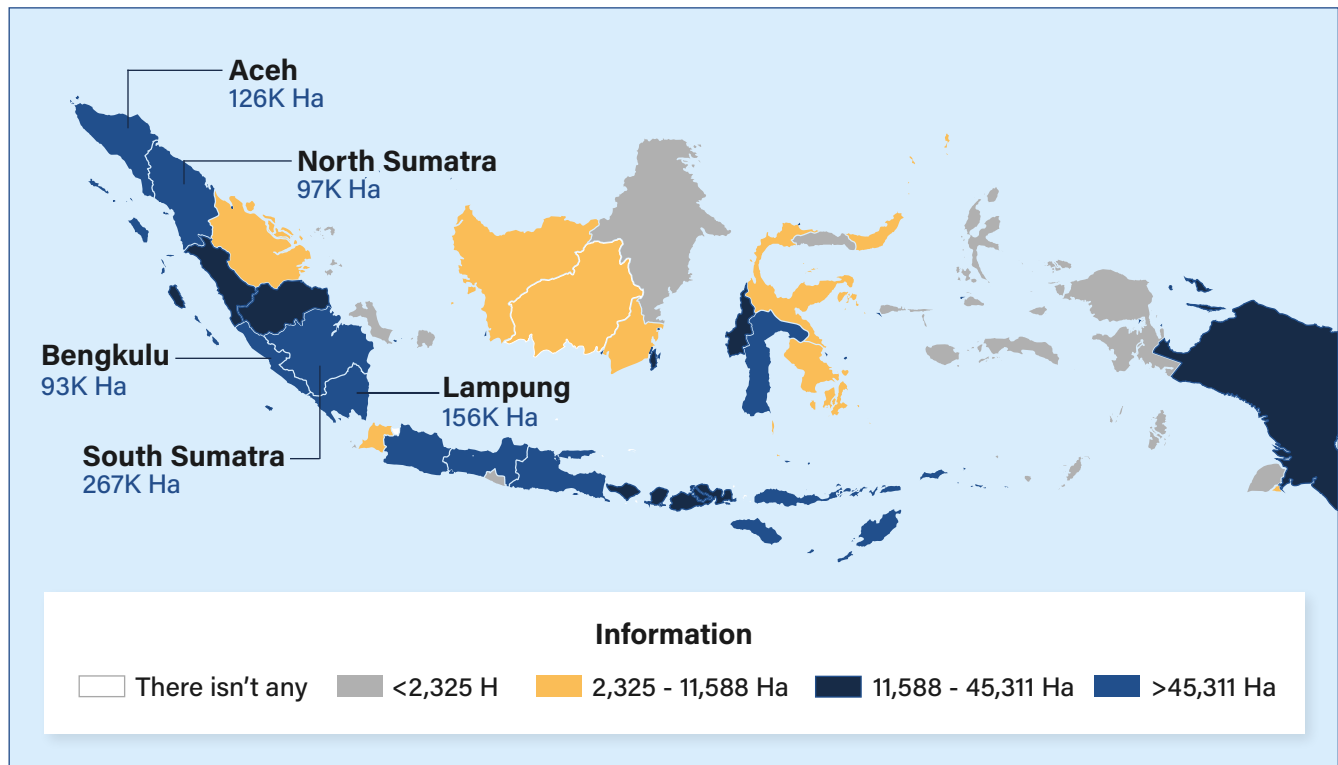 Aceh
126K Ha
North Sumatra
97K Ha
Bengkulu
93K Ha
Lampung
156K Ha
South Sumatra
267K Ha
Information
There isn't any
<2,325 H
2,325 - 11,588 Ha
11,588 - 45,311 Ha
>45,311 Ha